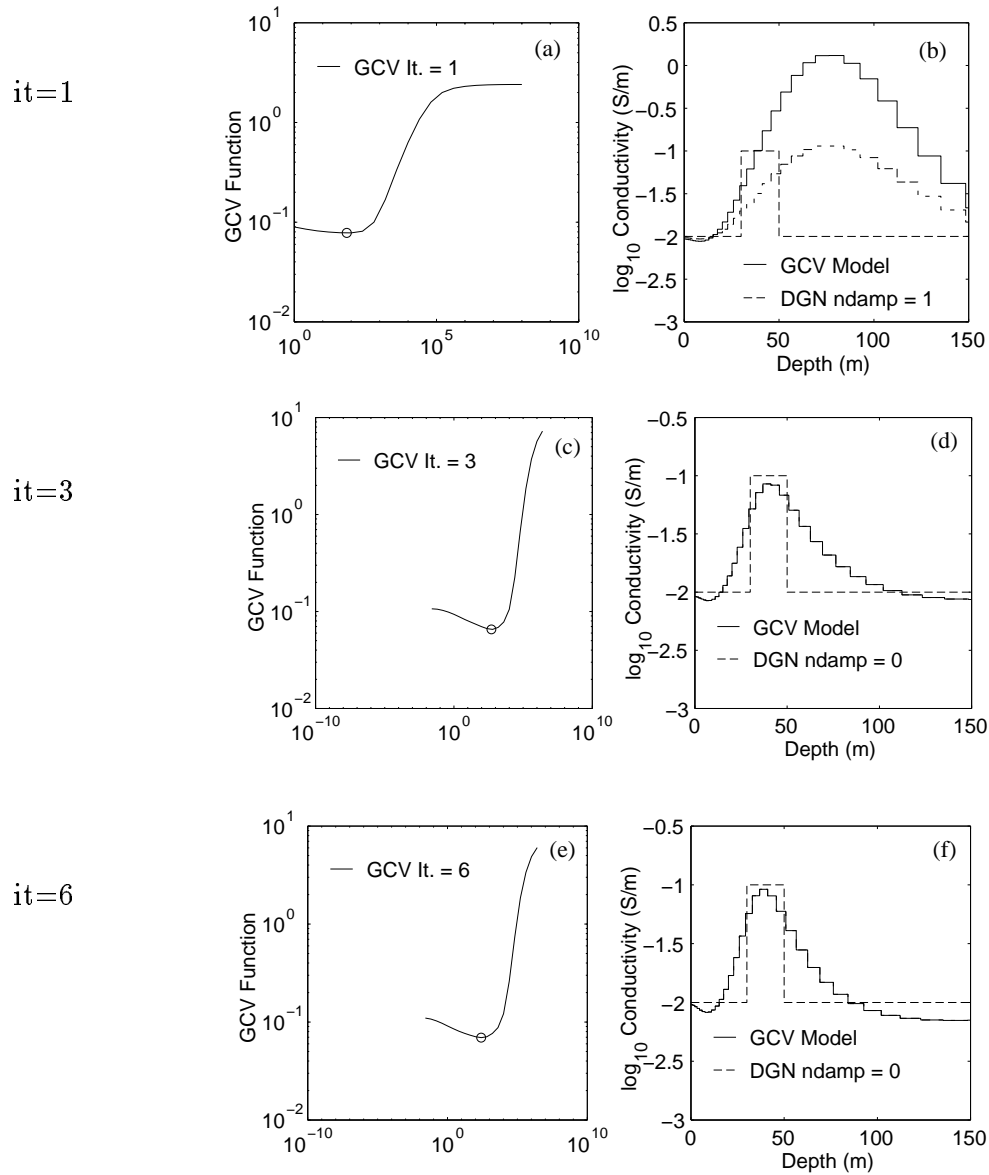 it=1
(a)
GCV It. = 1
GCV Function
10^1
10^0
10^−1
10^−2
10^0
10^5
10^10
(b)
log10 Conductivity (S/m)
0.5
0
−0.5
−1
−1.5
−2
−2.5
−3
GCV Model
DGN ndamp = 1
0
50
100
150
Depth (m)
it=3
(c)
GCV It. = 3
GCV Function
10^1
10^0
10^−1
10^−2
10^−10
10^0
10^10
(d)
log10 Conductivity (S/m)
−0.5
−1
−1.5
−2
−2.5
−3
GCV Model
DGN ndamp = 0
0
50
100
150
Depth (m)
it=6
(e)
GCV It. = 6
GCV Function
10^1
10^0
10^−1
10^−2
10^−10
10^0
10^10
(f)
log10 Conductivity (S/m)
−0.5
−1
−1.5
−2
−2.5
−3
GCV Model
DGN ndamp = 0
0
50
100
150
Depth (m)